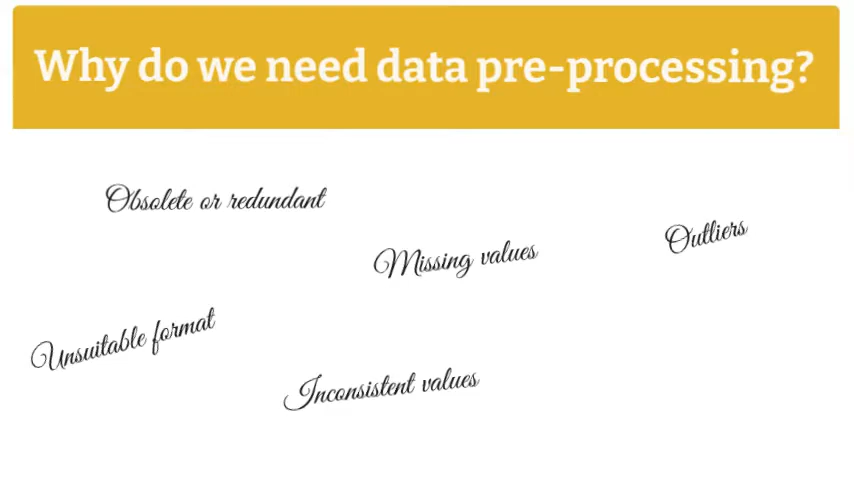 Why do we need data pre-processing?
Obsolete or redundant
Outliers
Missing values
Unsuitable format
Inconsistent values